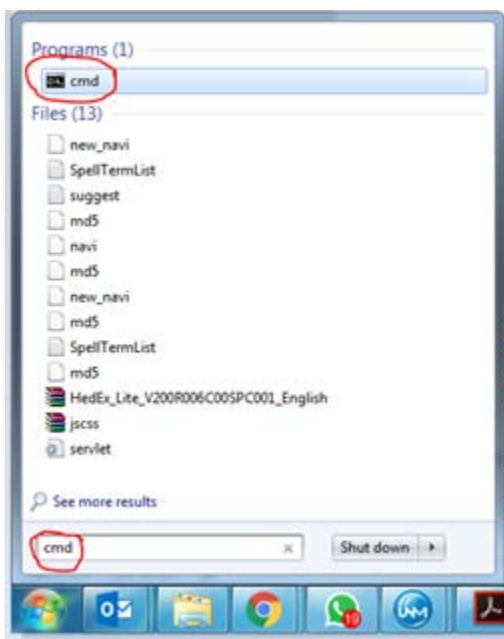 Programs (1)
cmd
Files (13)
new_navi
SpellTermList
suggest
md5
navi
md5
new_navi
md5
SpellTermList
md5
HedEx_Lite_V200R006C00SPC001_English
jscss
servlet
See more results
cmd
Shut down
19